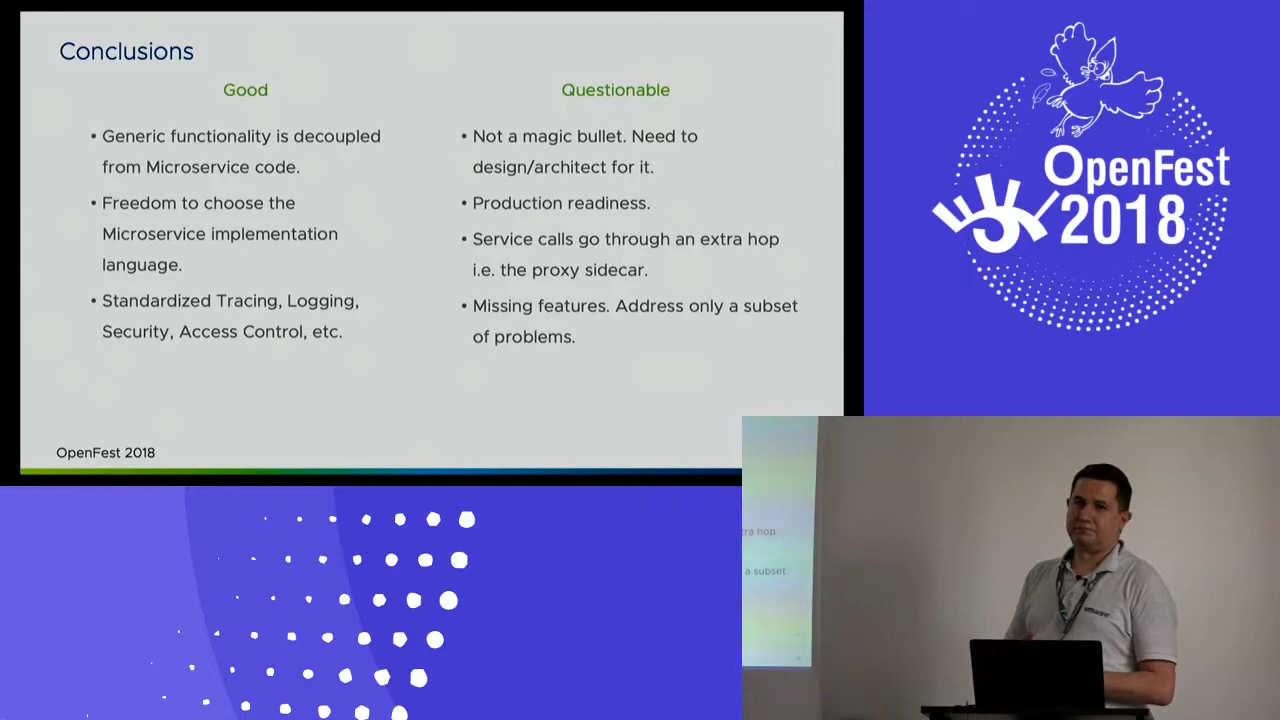 Conclusions
Good
• Generic functionality is decoupled
from Microservice code.
• Freedom to choose the
Microservice implementation
language.
• Standardized Tracing, Logging,
Security, Access Control, etc.
Questionable
• Not a magic bullet. Need to
design/architect for it.
• Production readiness.
• Service calls go through an extra hop
i.e. the proxy sidecar.
• Missing features. Address only a subset
of problems.
OpenFest 2018
OpenFest
2018
tra hop
a subset
vmware